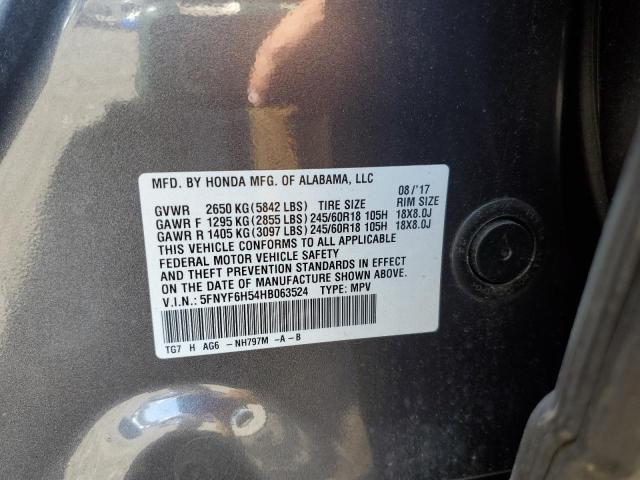 MFD. BY HONDA MFG. OF ALABAMA, LLC 08/'17
GVWR 2650 KG(5842 LBS) TIRE SIZE RIM SIZE
GAWR F 1295 KG(2855 LBS)245/60R18 105H 18X8.0J
GAWR R 1405 KG(3097 LBS)245/60R18 105H 18X8.0J
THIS VEHICLE CONFORMS TO ALL APPLICABLE
FEDERAL MOTOR VEHICLE SAFETY
AND THEFT PREVENTION STANDARDS IN EFFECT
ON THE DATE OF MANUFACTURE SHOWN ABOVE.
V.I.N.: 5FNYF6H54HB063524 TYPE: MPV
TG7 H AG6 -NH797M -A-B